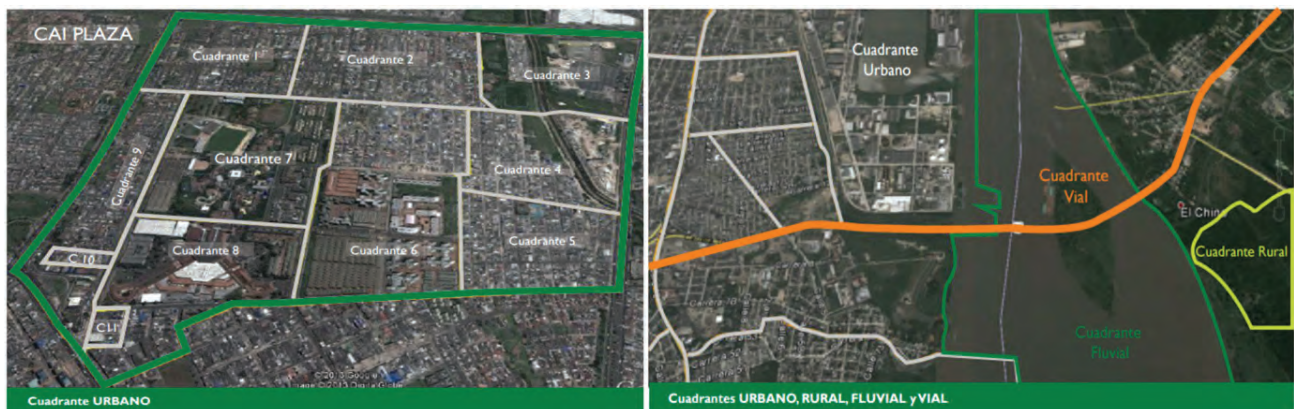 CAI PLAZA
Cuadrante 1
Cuadrante 2
Cuadrante 3
Cuadrante 9
Cuadrante 7
Cuadrante 4
Cuadrante 8
Cuadrante 6
Cuadrante 5
C 10
C11
Cuadrante URBANO
Cuadrante
Urbano
Cuadrante
Vial
El Chino
Cuadrante Rural
Cuadrante
Fluvial
Cuadrantes URBANO, RURAL, FLUVIAL y VIAL